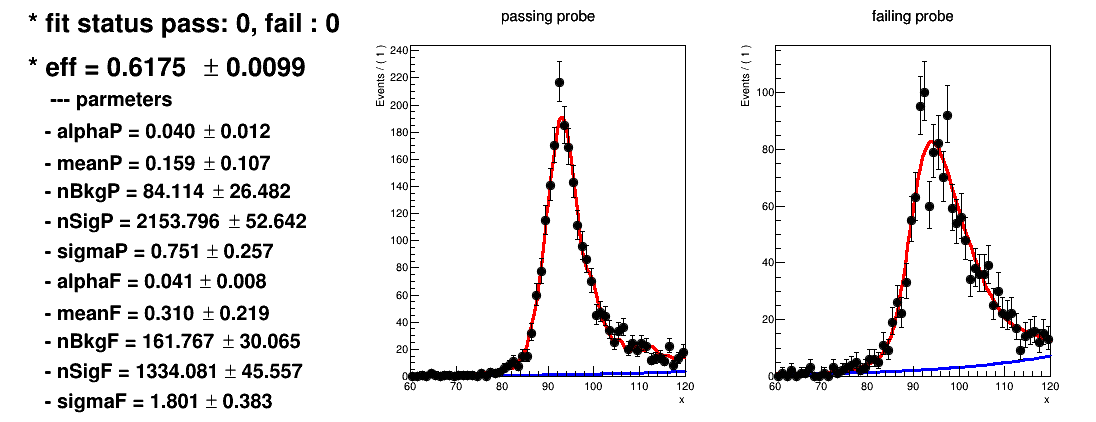 * fit status pass: 0, fail : 0
* eff = 0.6175 ± 0.0099
--- parmeters
- alphaP = 0.040 ± 0.012
- meanP = 0.159 ± 0.107
- nBkgP = 84.114 ± 26.482
- nSigP = 2153.796 ± 52.642
- sigmaP = 0.751 ± 0.257
- alphaF = 0.041 ± 0.008
- meanF = 0.310 ± 0.219
- nBkgF = 161.767 ± 30.065
- nSigF = 1334.081 ± 45.557
- sigmaF = 1.801 ± 0.383
passing probe
Events / ( 1 )
240
220
200
180
160
140
120
100
80
60
40
20
0
60 70 80 90 100 110 120
x
failing probe
Events / ( 1 )
100
80
60
40
20
0
60 70 80 90 100 110 120
x